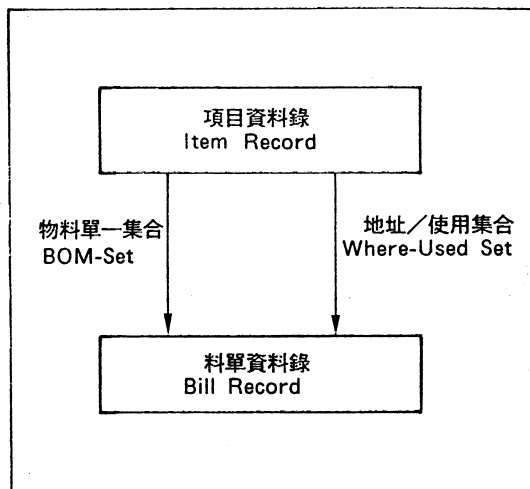 項目資料錄
Item Record
物料單一集合
BOM-Set
地址／使用集合
Where-Used Set
料單資料錄
Bill Record